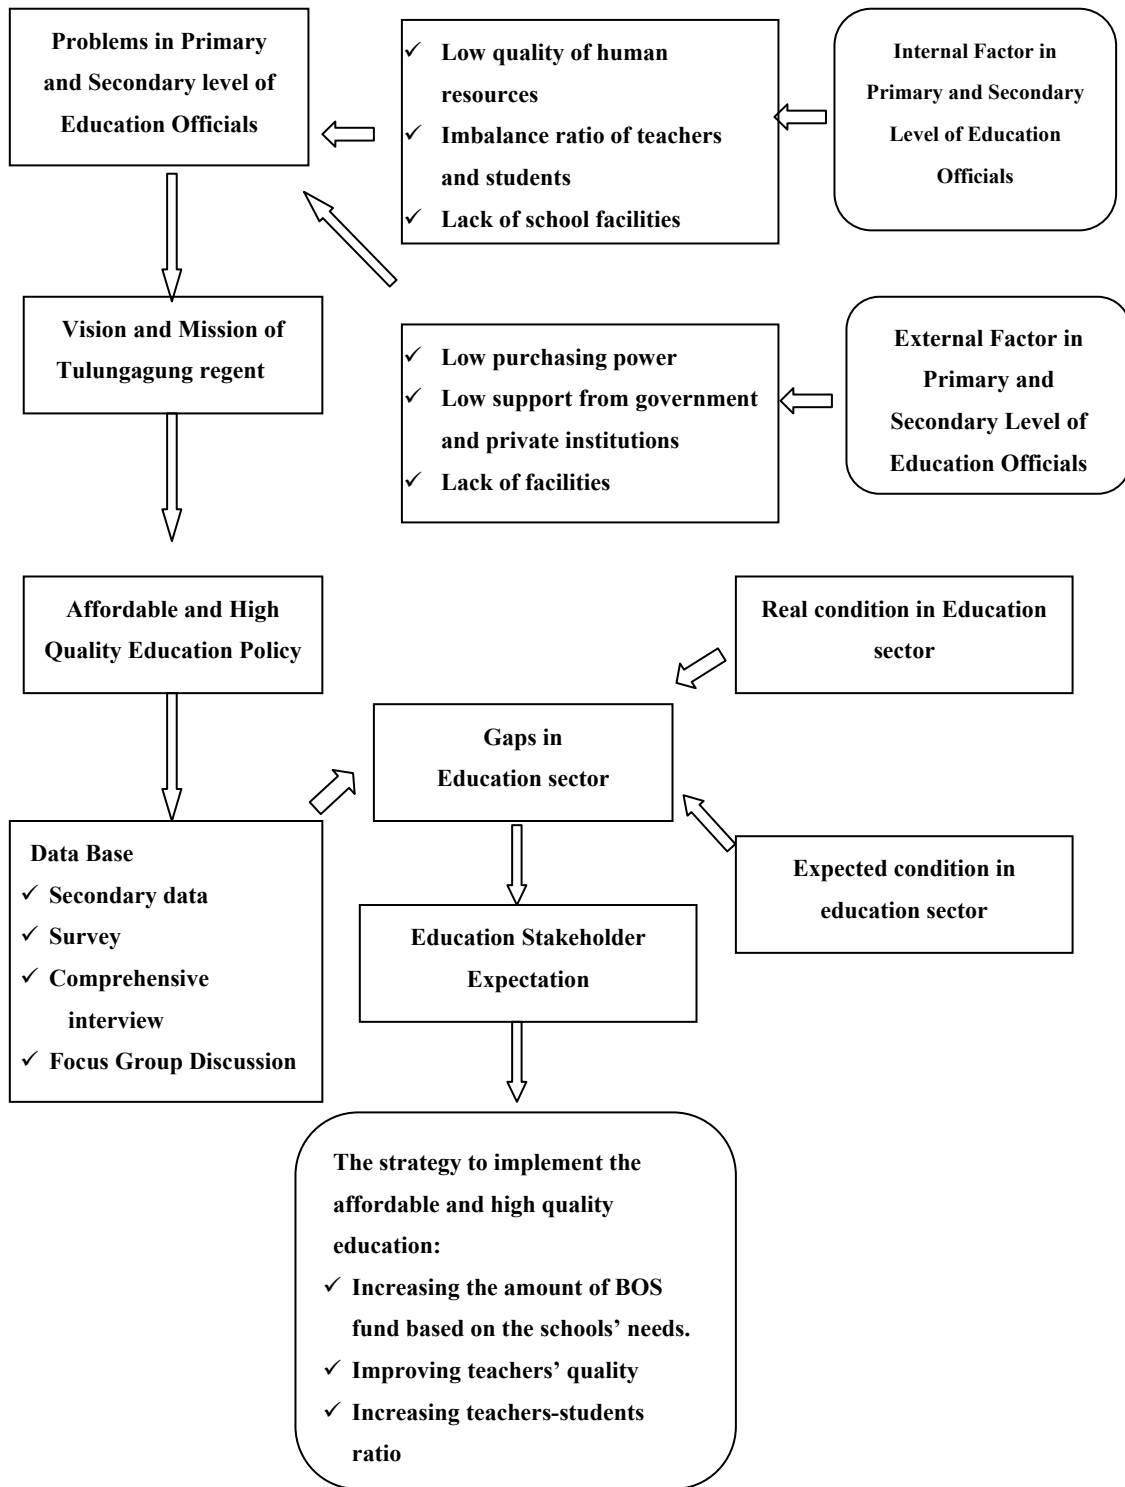 Problems in Primary
and Secondary level of
Education Officials
✓ Low quality of human
resources
✓ Imbalance ratio of teachers
and students
✓ Lack of school facilities
Internal Factor in
Primary and Secondary
Level of Education
Officials
Vision and Mission of
Tulungagung regent
✓ Low purchasing power
✓ Low support from government
and private institutions
✓ Lack of facilities
External Factor in
Primary and
Secondary Level of
Education Officials
Affordable and High
Quality Education Policy
Real condition in Education
sector
Gaps in
Education sector
Data Base
✓ Secondary data
✓ Survey
✓ Comprehensive
interview
✓ Focus Group Discussion
Expected condition in
education sector
Education Stakeholder
Expectation
The strategy to implement the
affordable and high quality
education:
✓ Increasing the amount of BOS
fund based on the schools’ needs.
✓ Improving teachers’ quality
✓ Increasing teachers-students
ratio